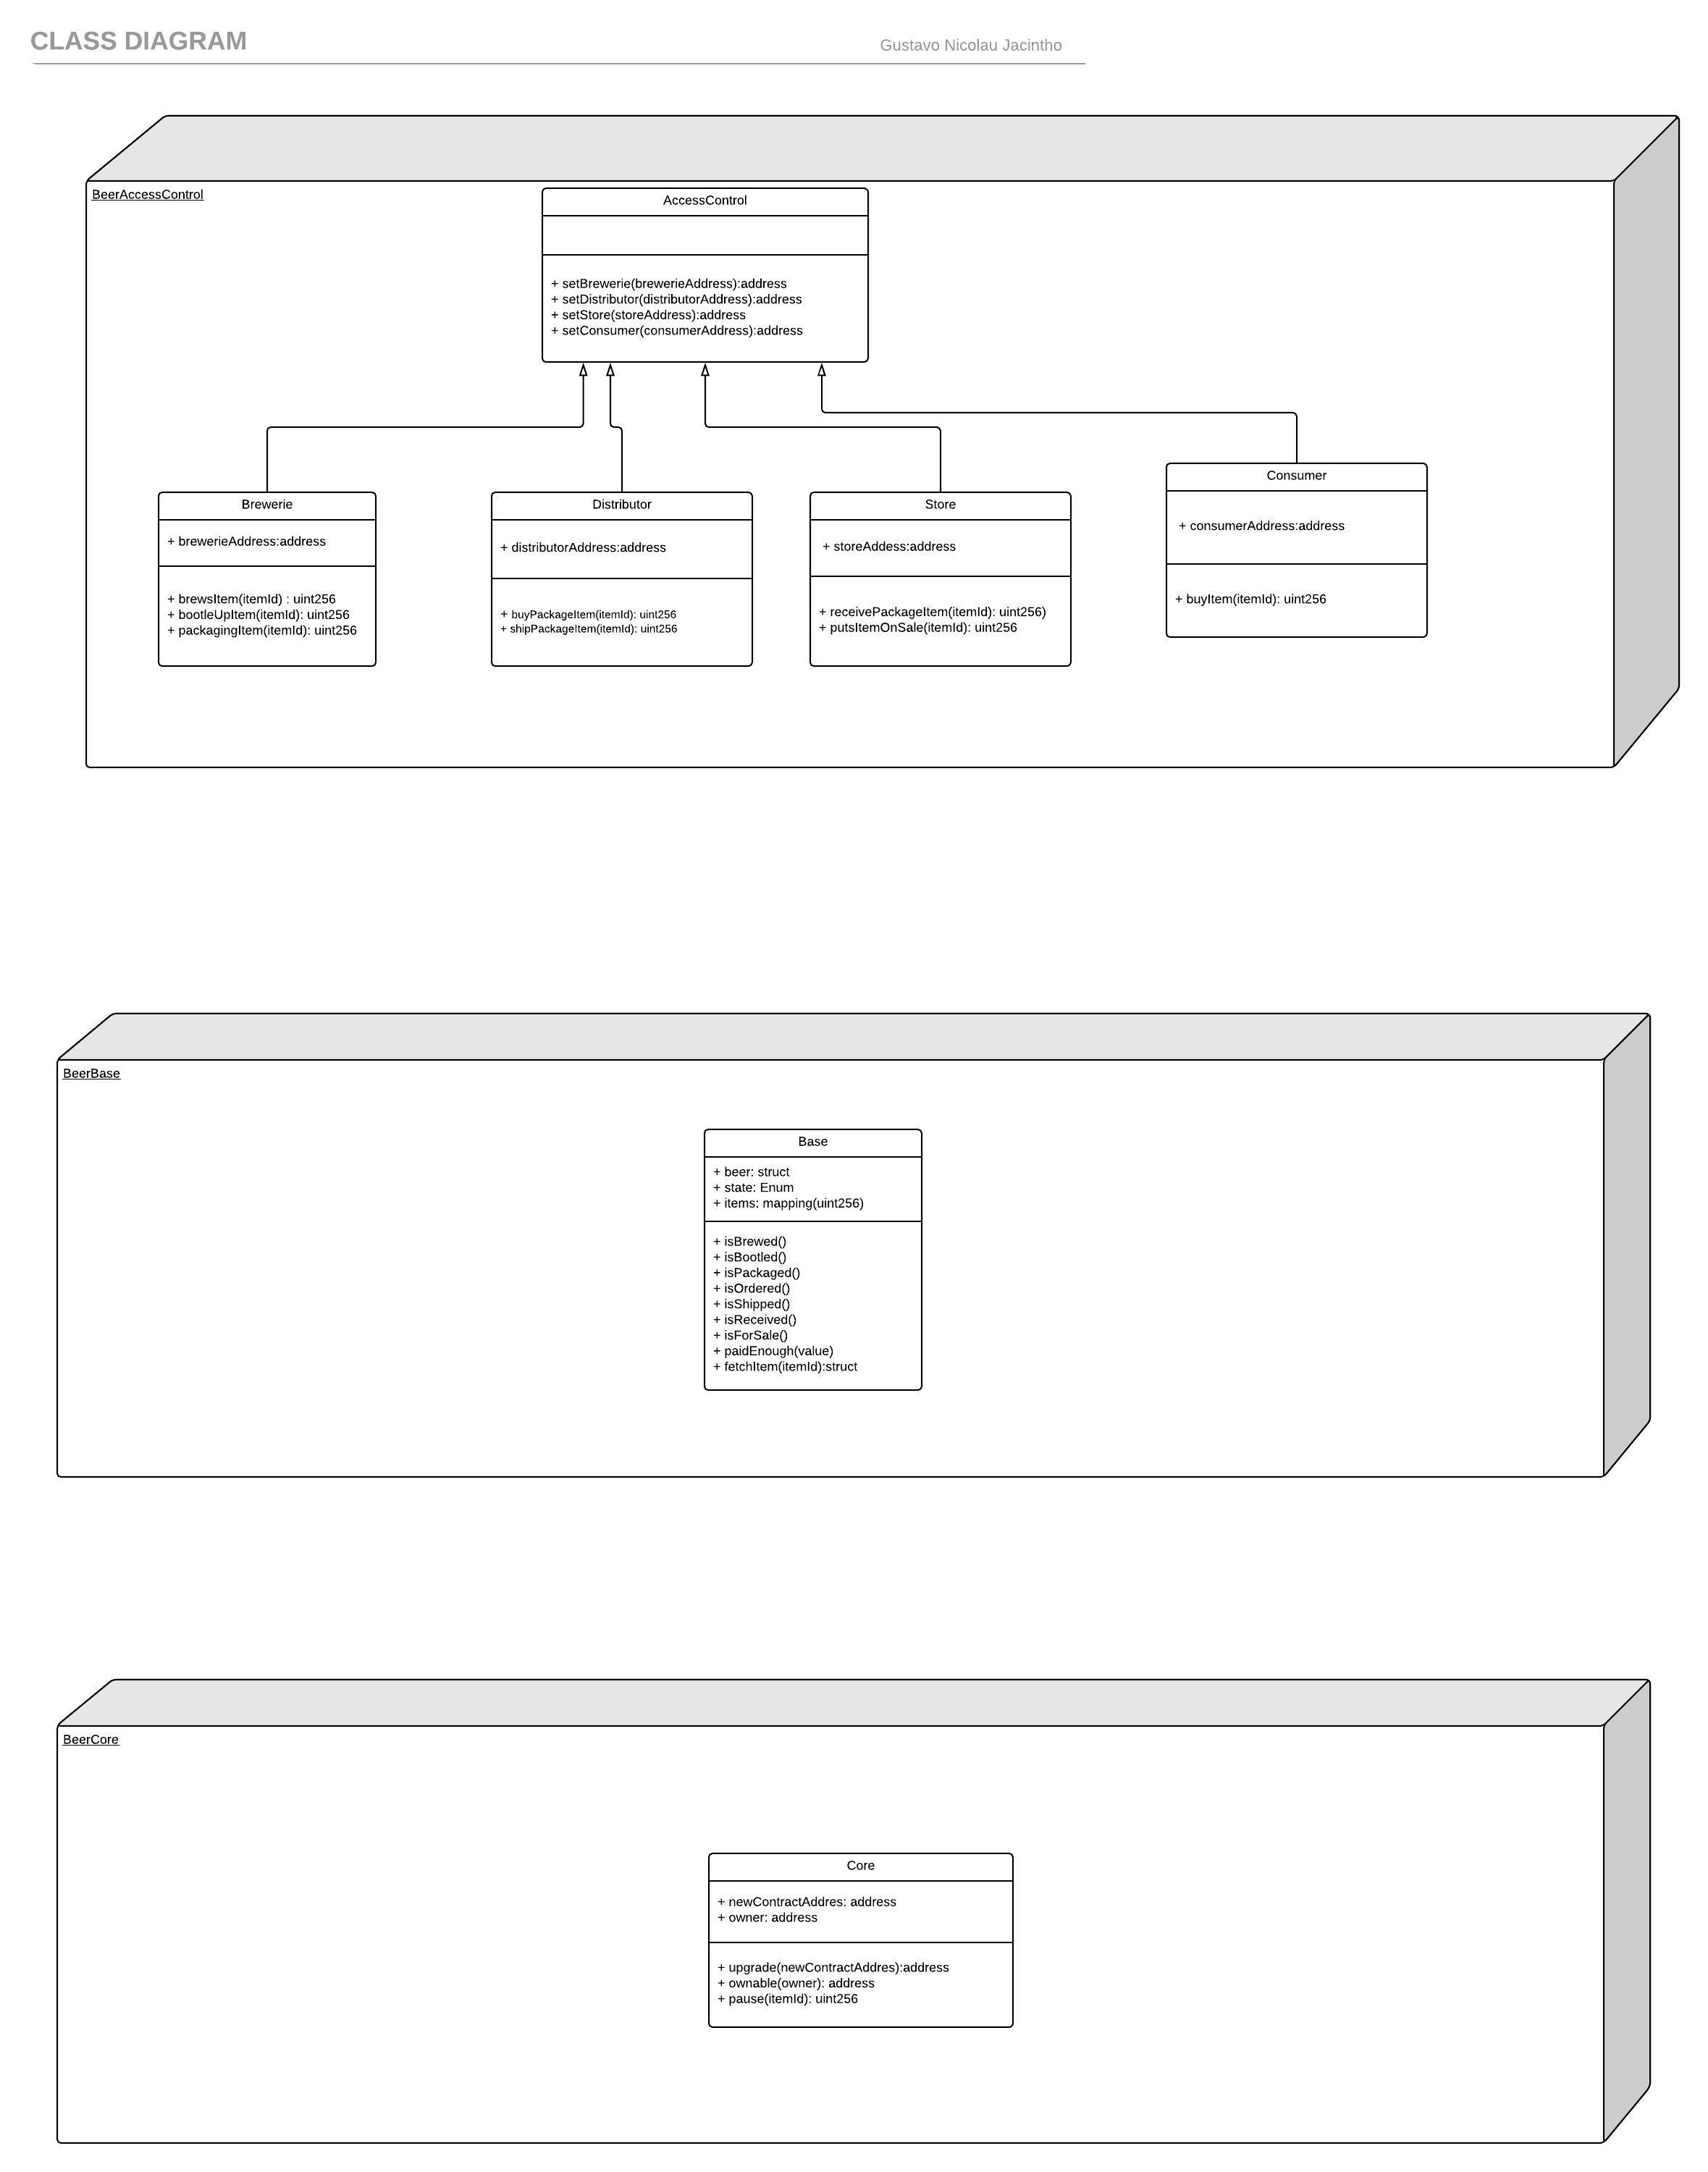 CLASS DIAGRAM
Gustavo Nicolau Jacintho
BeerAccessControl
AccessControl
+ setBrewerie(brewerieAddress):address
+ setDistributor(distributorAddress):address
+ setStore(storeAddress):address
+ setConsumer(consumerAddress):address
Brewerie
+ brewerieAddress:address
+ brewsItem(itemId) : uint256
+ bootleUpItem(itemId): uint256
+ packagingItem(itemId): uint256
Distributor
+ distributorAddress:address
+ buyPackageItem(itemId): uint256
+ shipPackageItem(itemId): uint256
Store
+ storeAddess:address
+ receivePackageItem(itemId): uint256)
+ putsItemOnSale(itemId): uint256
Consumer
+ consumerAddress:address
+ buyItem(itemId): uint256
BeerBase
Base
+ beer: struct
+ state: Enum
+ items: mapping(uint256)
+ isBrewed()
+ isBootled()
+ isPackaged()
+ isOrdered()
+ isShipped()
+ isReceived()
+ isForSale()
+ paidEnough(value)
+ fetchItem(itemId):struct
BeerCore
Core
+ newContractAddres: address
+ owner: address
+ upgrade(newContractAddres):address
+ ownable(owner): address
+ pause(itemId): uint256